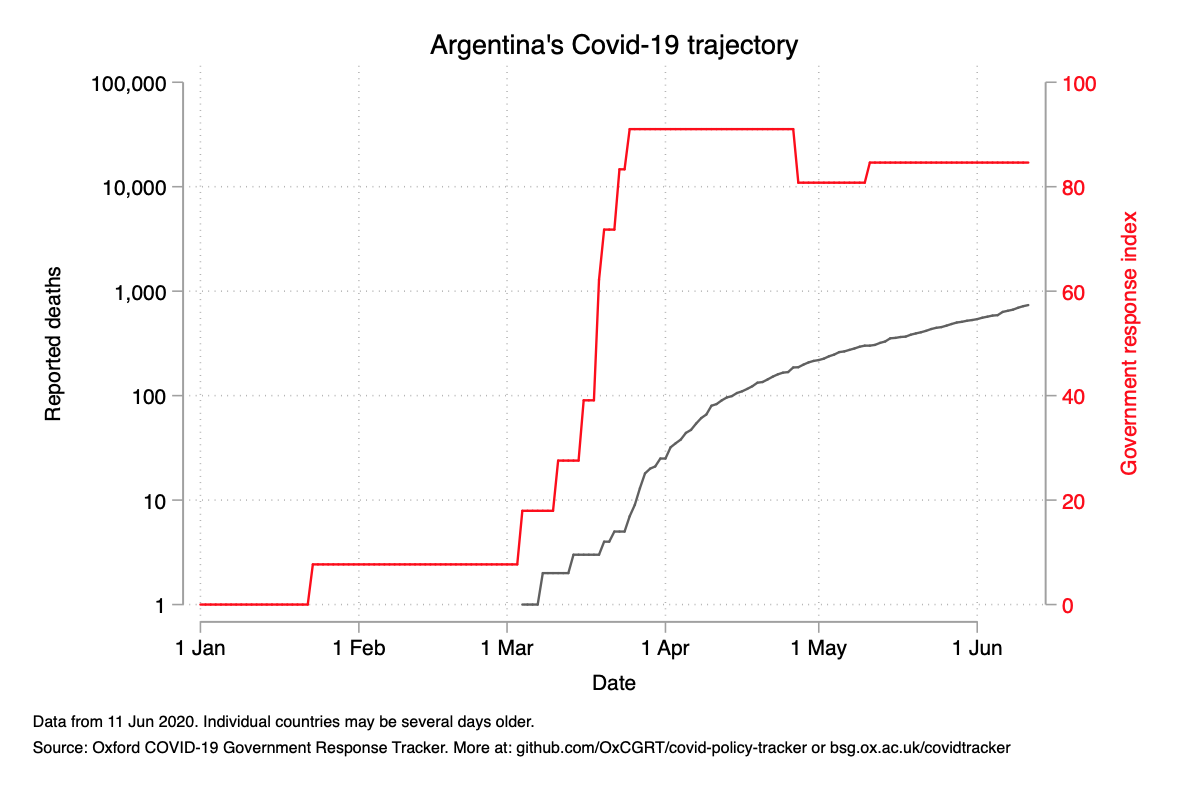 Argentina's Covid-19 trajectory
100,000
10,000
1,000
100
10
1
Reported deaths
100
80
60
40
20
0
Government response index
1 Jan
1 Feb
1 Mar
1 Apr
1 May
1 Jun
Date
Data from 11 Jun 2020. Individual countries may be several days older.
Source: Oxford COVID-19 Government Response Tracker. More at: github.com/OxCGRT/covid-policy-tracker or bsg.ox.ac.uk/covidtracker